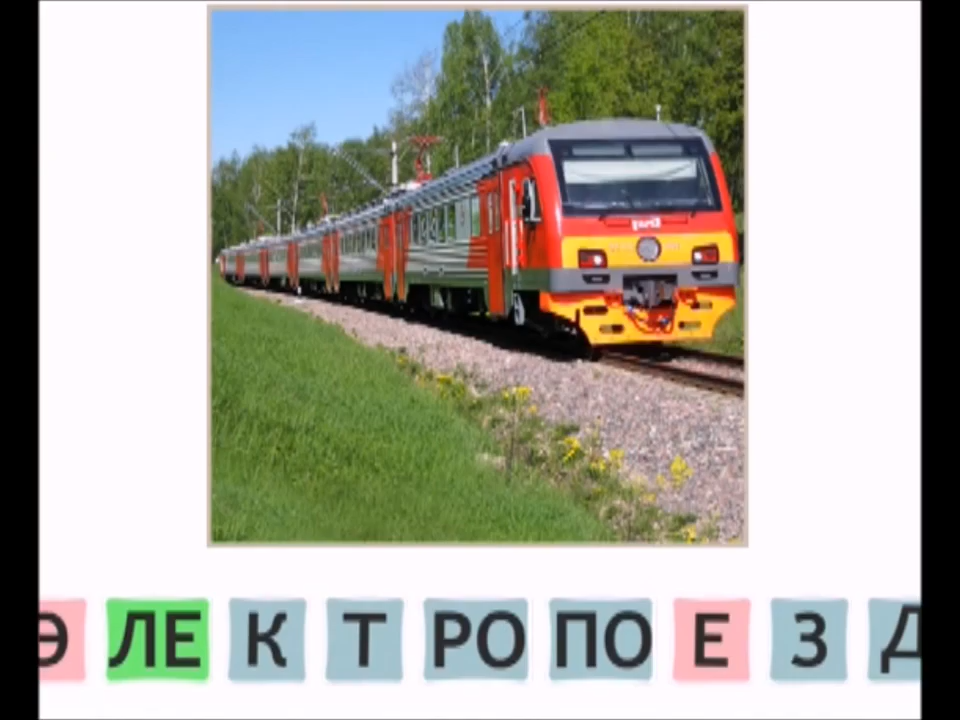 Э ЛЕ К Т РО ПО Е З Д